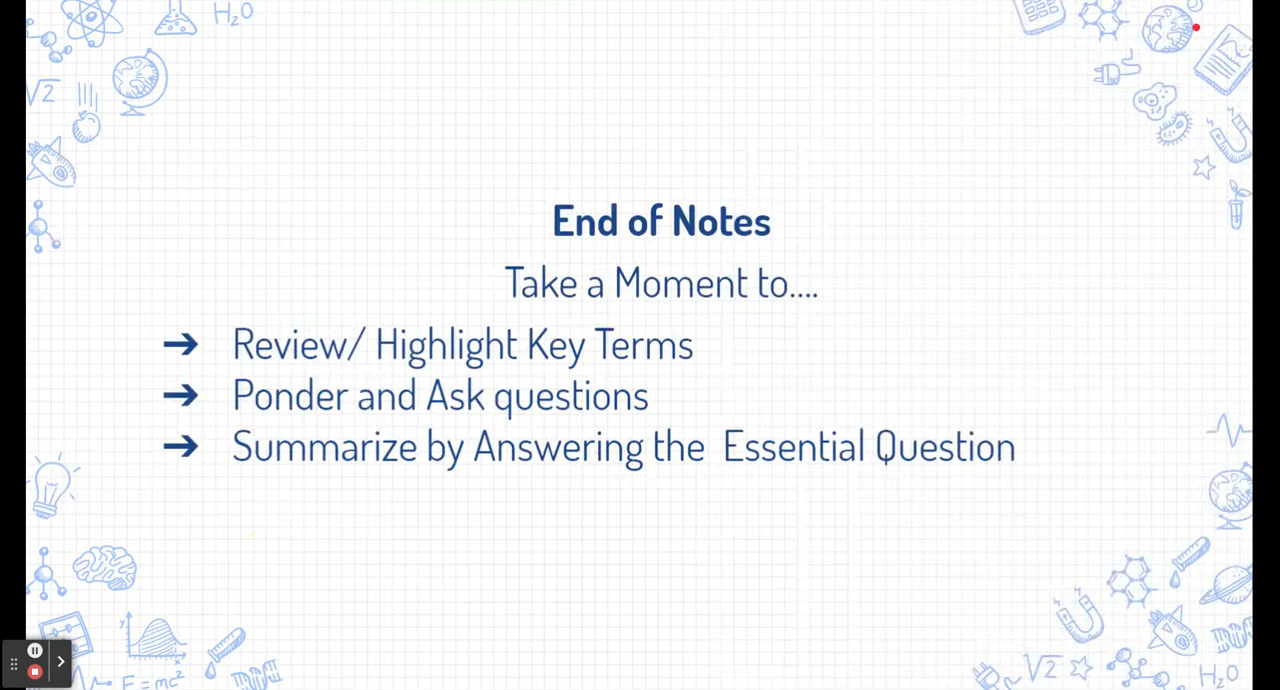 H₂O
√2
End of Notes
Take a Moment to....
➔ Review/ Highlight Key Terms
➔ Ponder and Ask questions
➔ Summarize by Answering the Essential Question
y
x
E=mc²
√2
H₂O